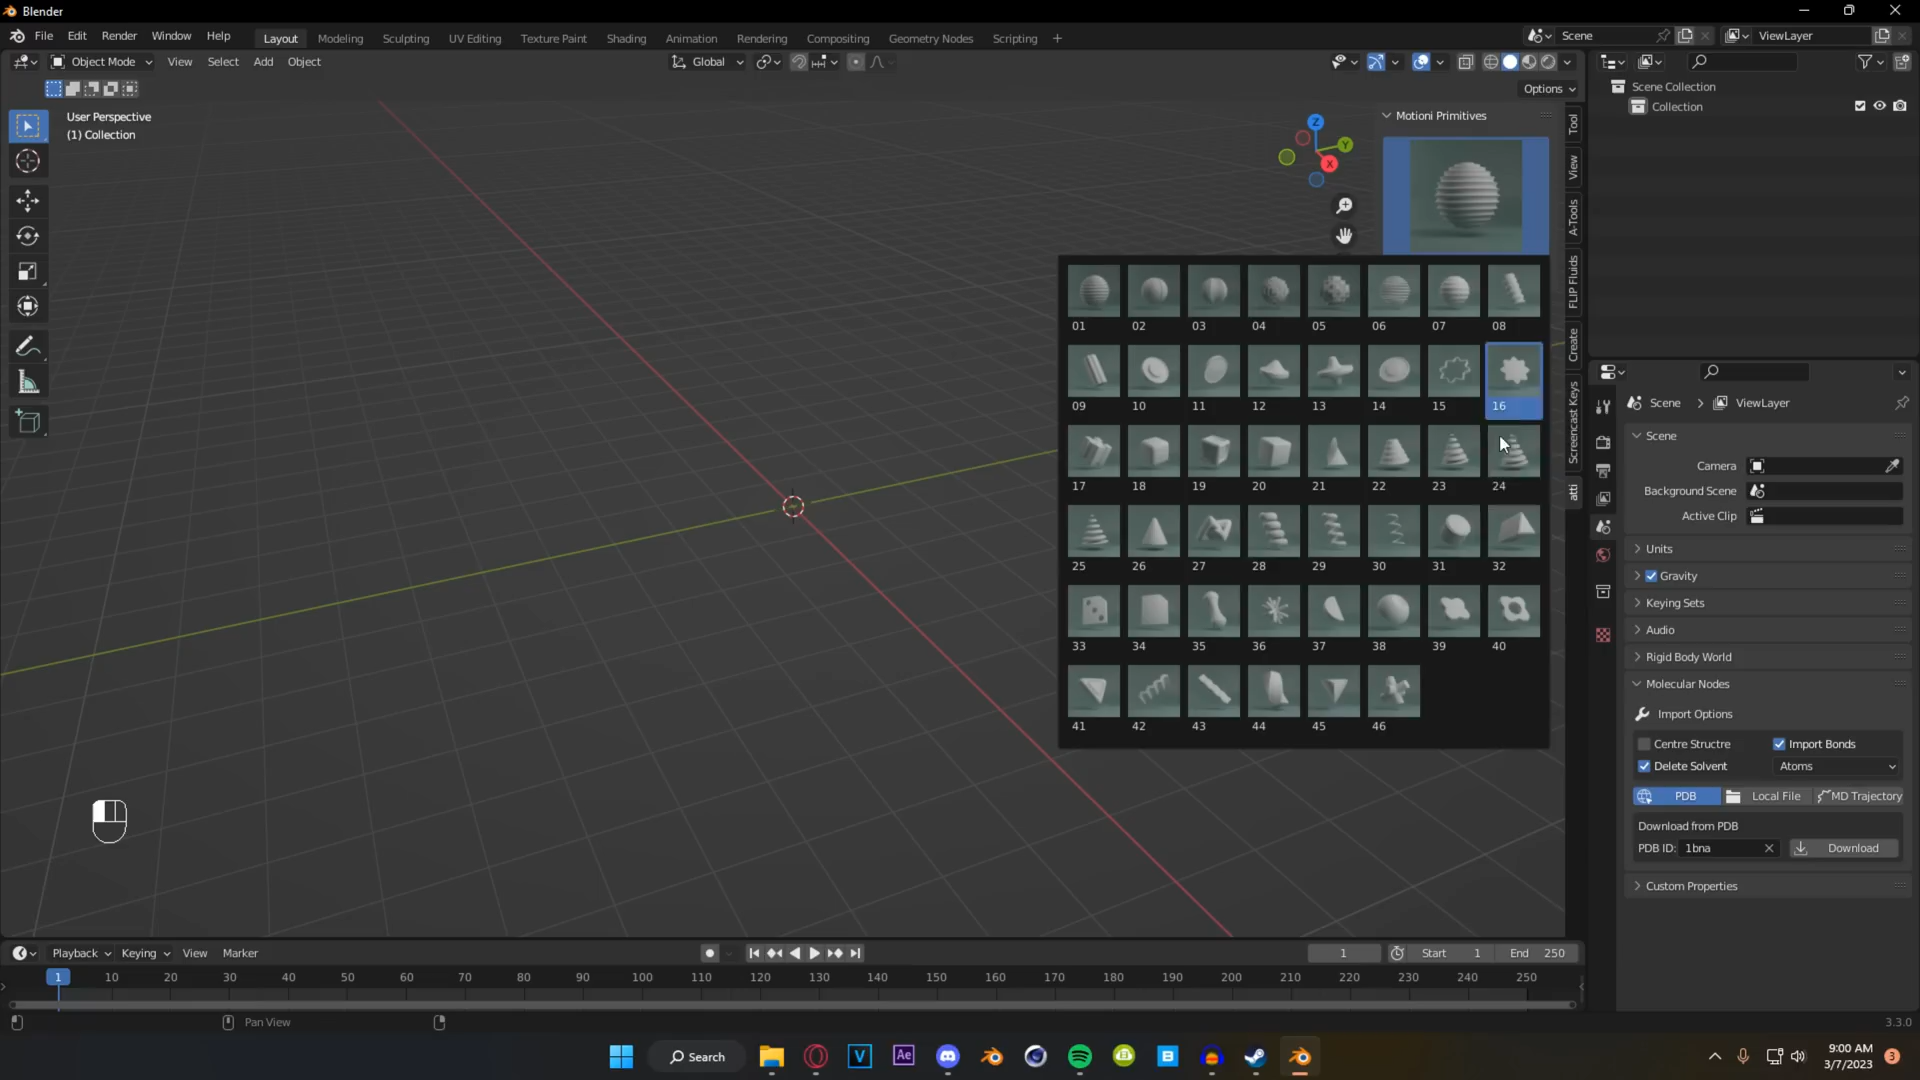 Blender
File Edit Render Window Help
Layout Modeling Sculpting UV Editing Texture Paint Shading Animation Rendering Compositing Geometry Nodes Scripting +
Scene
ViewLayer
Object Mode View Select Add Object
Global
Options
User Perspective
(1) Collection
Z
Y
X
Motioni Primitives
Tool
View
A-Tools
FLIP Fluids
Create
Screencast Keys
atti
01 02 03 04 05 06 07 08
09 10 11 12 13 14 15 16
17 18 19 20 21 22 23 24
25 26 27 28 29 30 31 32
33 34 35 36 37 38 39 40
41 42 43 44 45 46
Scene Collection
Collection
Scene > ViewLayer
Scene
Camera
Background Scene
Active Clip
Units
Gravity
Keying Sets
Audio
Rigid Body World
Molecular Nodes
Import Options
Centre Structre Import Bonds
Delete Solvent Atoms
PDB Local File MD Trajectory
Download from PDB
PDB ID: 1bna Download
Custom Properties
Playback Keying View Marker
1 Start 1 End 250
1 10 20 30 40 50 60 70 80 90 100 110 120 130 140 150 160 170 180 190 200 210 220 230 240 250
Pan View
3.3.0
Search
V
Ae
B
9:00 AM
3/7/2023
3